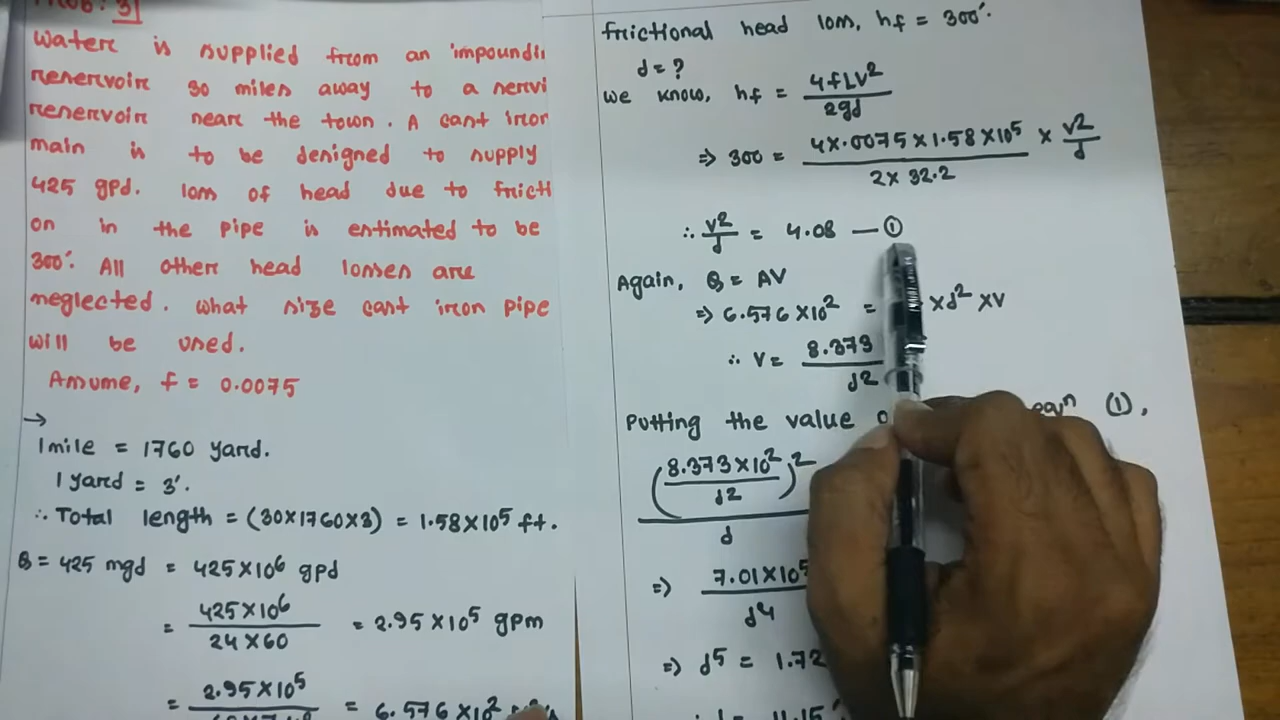 Prob: 31
Water is supplied from an impoundi
reservoir 30 miles away to a servi
reservoir near the town. A cast iron
main is to be designed to supply
425 gpd. loss of head due to fricti
on in the pipe is estimated to be
300'. All other head losses are
neglected. what size cast iron pipe
will be used.
Assume, f = 0.0075
→
1 mile = 1760 yard.
1 yard = 3'.
∴ Total length = (30×1760×3) = 1.58×10⁵ ft.
Q = 425 mgd = 425×10⁶ gpd
= 425×10⁶ / 24×60 = 2.95×10⁵ gpm
= 2.95×10⁵ = 6.576×10²
frictional head loss, hf = 300'.
d = ?
we know, hf = 4fLV² / 2gd
⇒ 300 = 4×.0075×1.58×10⁵ / 2×32.2 × V²/d
∴ V²/d = 4.08 — ①
Again, Q = AV
⇒ 6.576×10² = ×d²×V
∴ V = 8.373 / d2
Putting the value eqn (1),
(8.373×10² / d2)² / d
⇒ 7.01×10⁵ / d4
⇒ d⁵ = 1.72